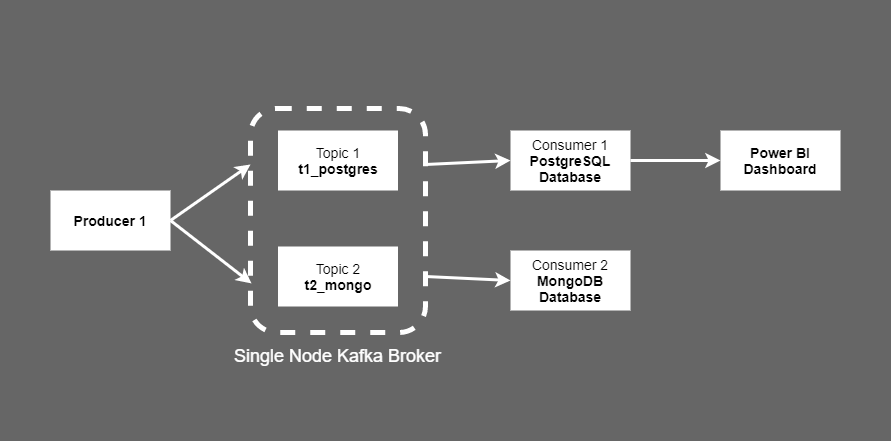 Producer 1
Topic 1
t1_postgres
Topic 2
t2_mongo
Single Node Kafka Broker
Consumer 1
PostgreSQL
Database
Consumer 2
MongoDB
Database
Power BI
Dashboard